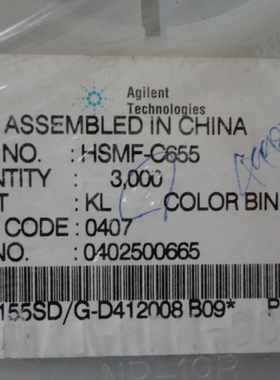 Agilent
Technologies
ASSEMBLED IN CHINA
NO. : HSMF-C655
NTITY : 3,000
T : KL COLOR BIN
CODE : 0407
NO. : 0402500665
155SD/G-D412008 B09* P